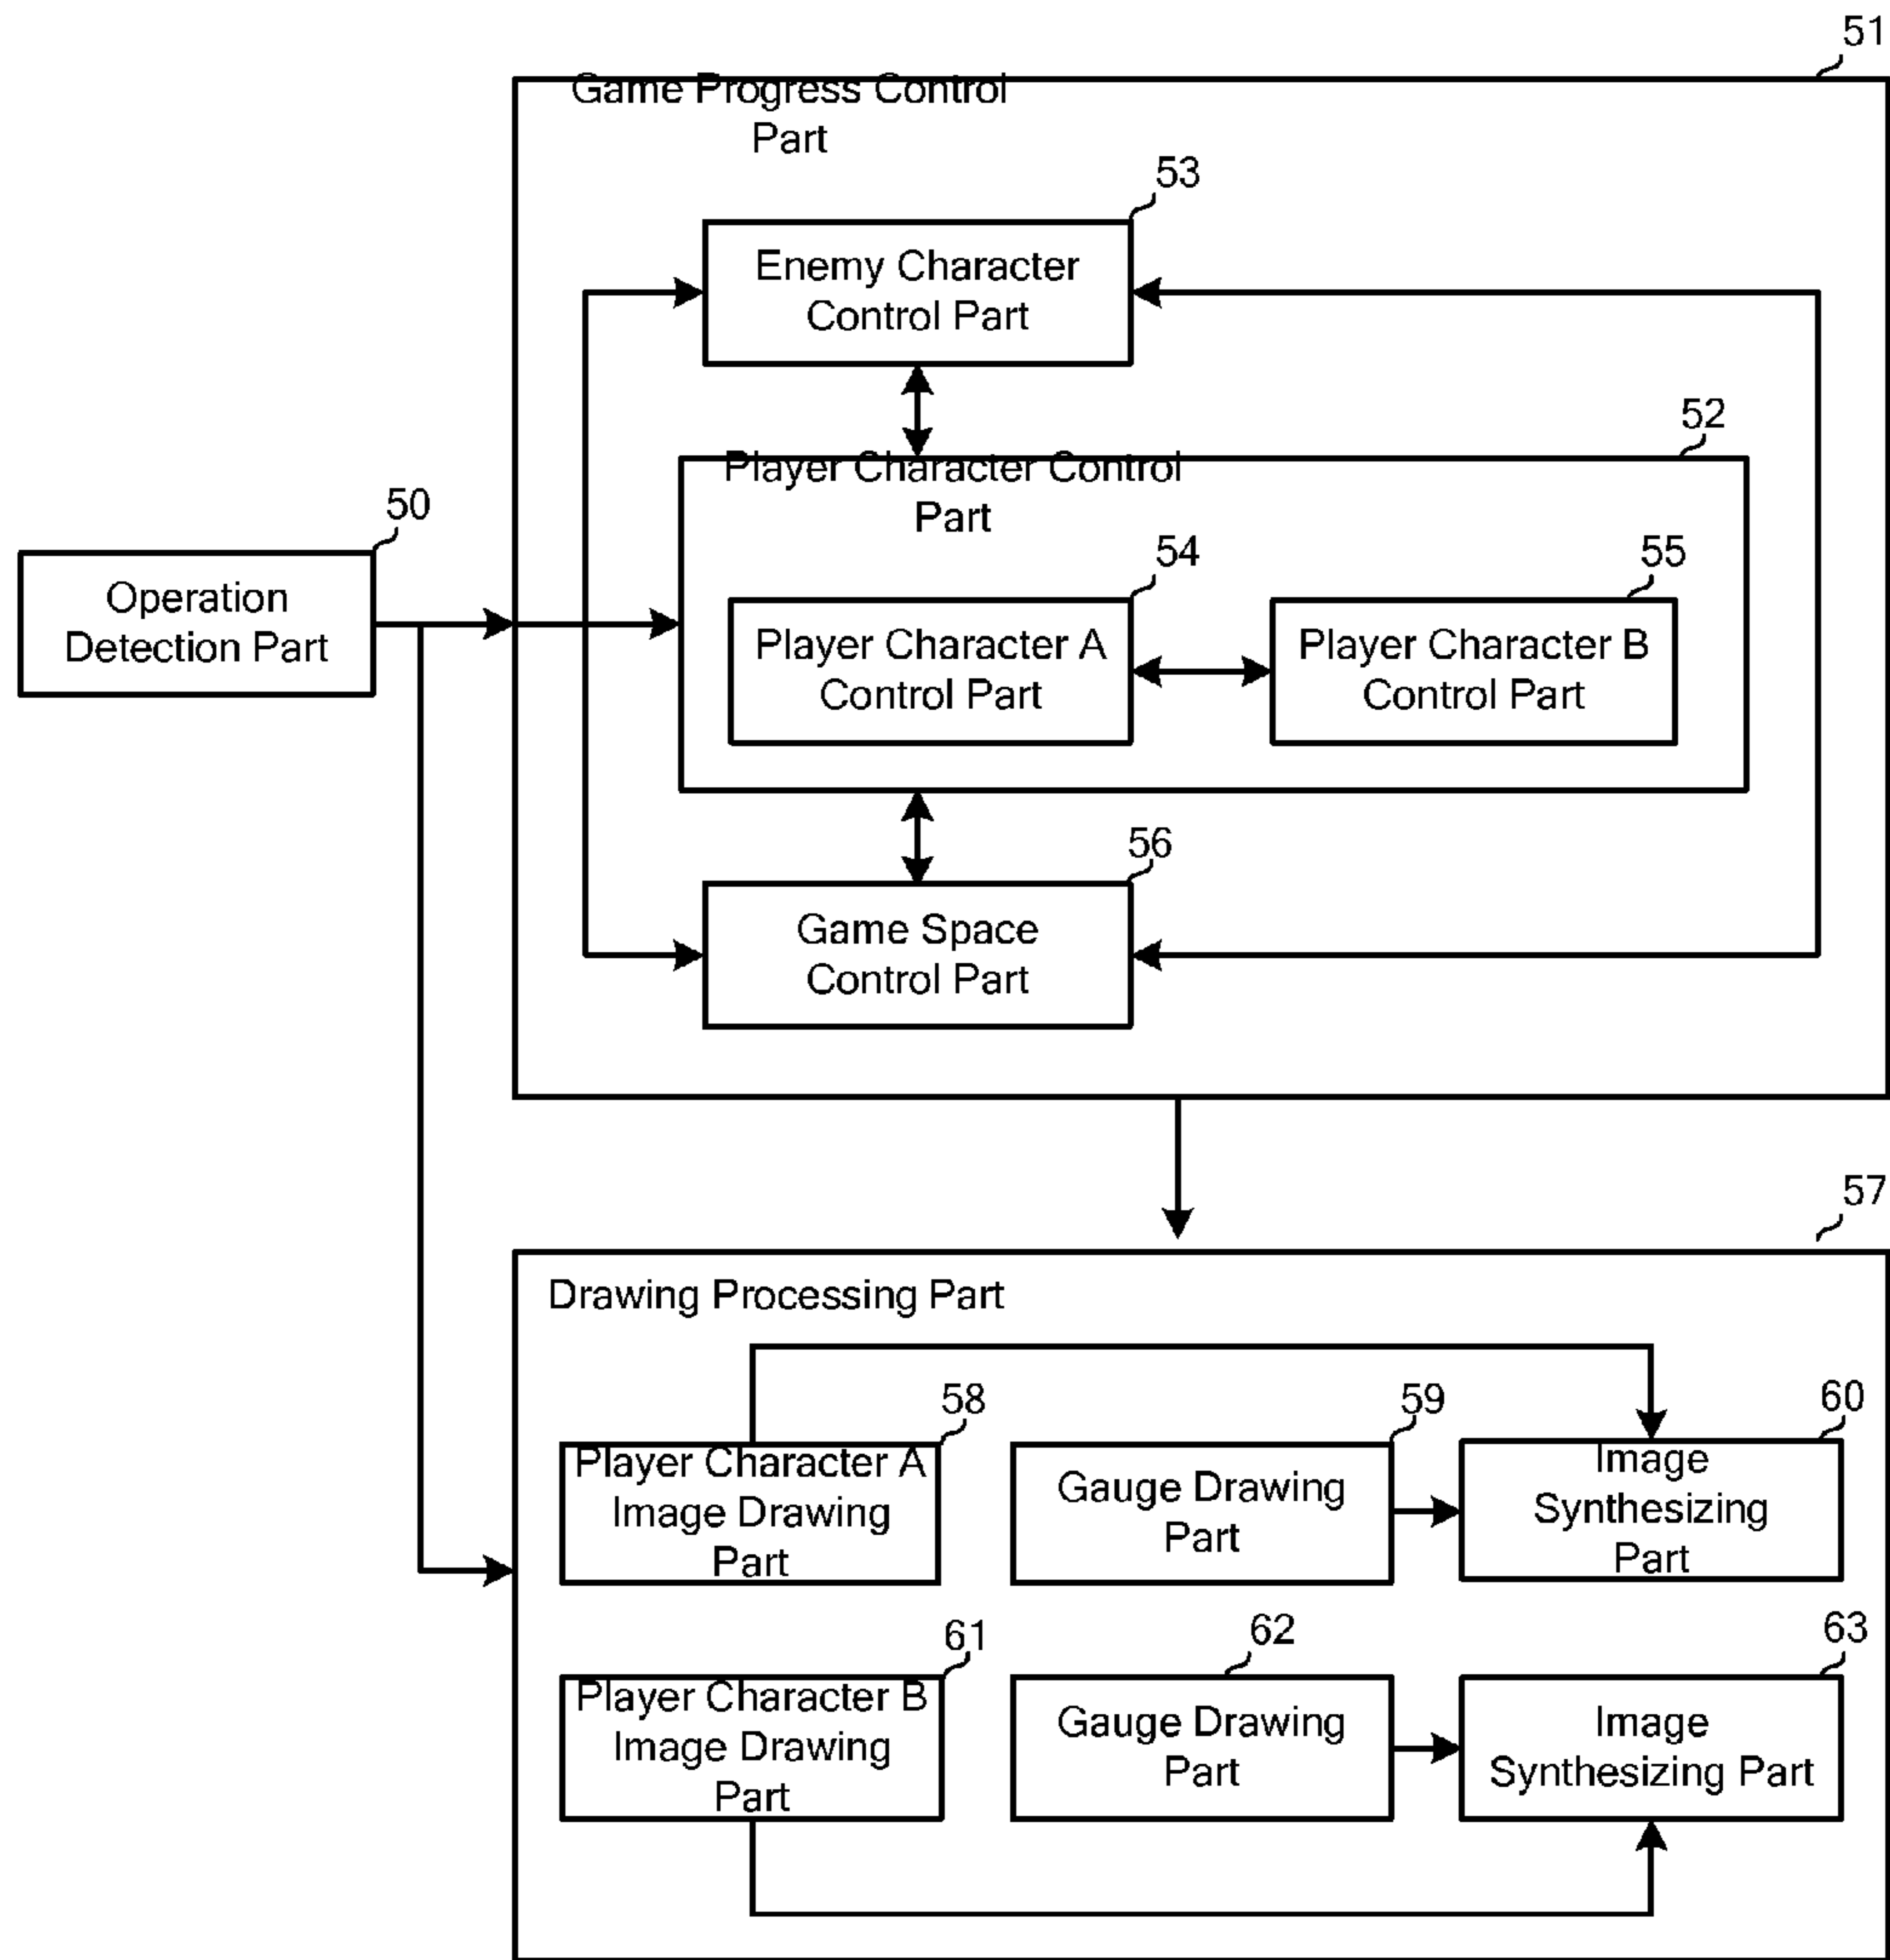 51
Game Progress Control
Part
53
Enemy Character
Control Part
52
Player Character Control
Part
50
Operation
Detection Part
54
Player Character A
Control Part
55
Player Character B
Control Part
56
Game Space
Control Part
57
Drawing Processing Part
58
Player Character A
Image Drawing
Part
59
Gauge Drawing
Part
60
Image
Synthesizing
Part
61
Player Character B
Image Drawing
Part
62
Gauge Drawing
Part
63
Image
Synthesizing Part